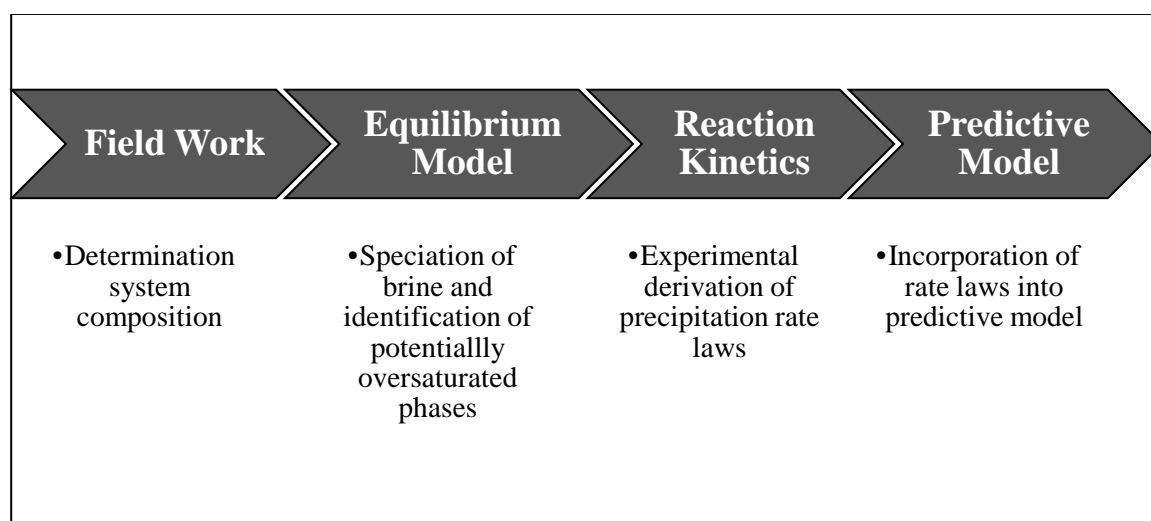 Field Work
Equilibrium
Model
Reaction
Kinetics
Predictive
Model
•Determination
system
composition
•Speciation of
brine and
identification of
potentiallly
oversaturated
phases
•Experimental
derivation of
precipitation rate
laws
•Incorporation of
rate laws into
predictive model